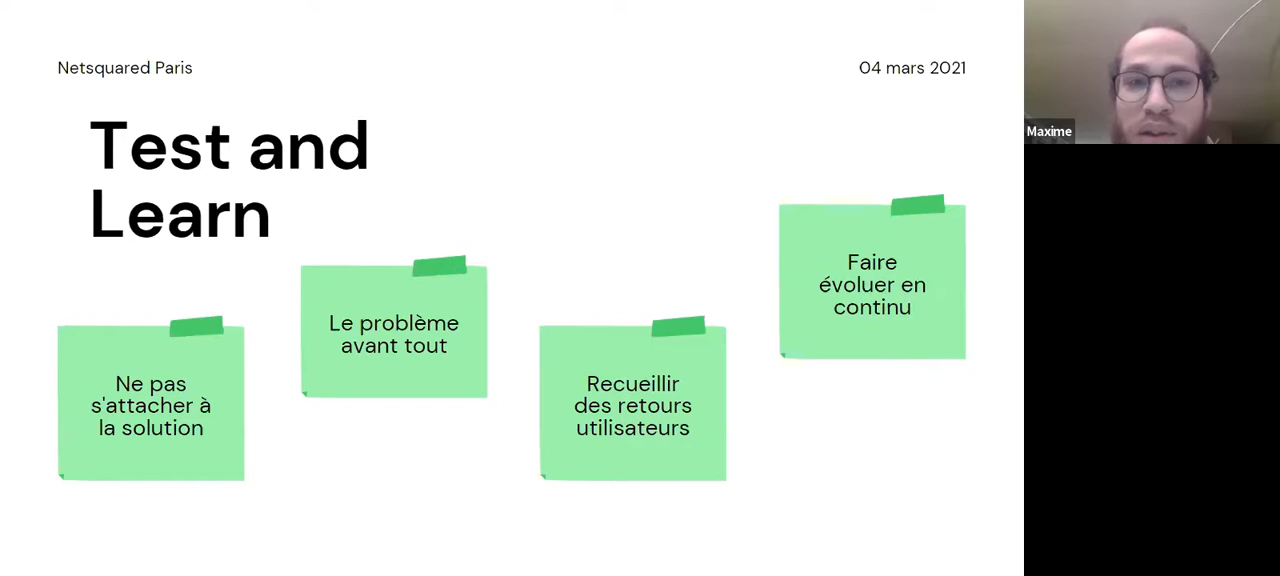 Netsquared Paris
04 mars 2021
Test and
Learn
Ne pas
s'attacher à
la solution
Le problème
avant tout
Recueillir
des retours
utilisateurs
Faire
évoluer en
continu
Maxime